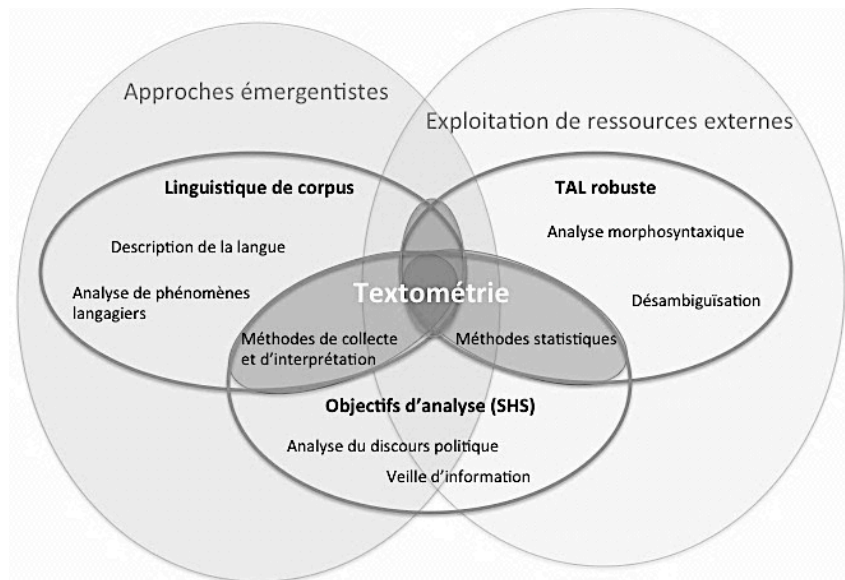 Approches émergentistes
Exploitation de ressources externes
Linguistique de corpus
TAL robuste
Description de la langue
Analyse morphosyntaxique
Analyse de phénomènes
langagiers
Textométrie
Désambiguïsation
Méthodes de collecte
et d'interprétation
Méthodes statistiques
Objectifs d'analyse (SHS)
Analyse du discours politique
Veille d'information